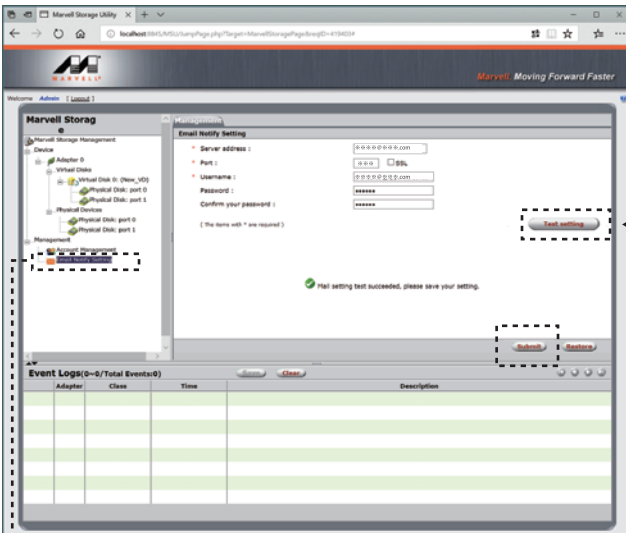 Marvell Storage Utility
localhost:8845/MSU/JumpPage.php?Target=MarvellStoragePage&reqID=4184034
MARVELL®
Marvell. Moving Forward Faster
Welcome Admin [ Logout ]
Marvell Storag
Marvell Storage Management
Device
Adapter 0
Virtual Disks
Virtual Disk 0: (New_VD)
Physical Disk: port 0
Physical Disk: port 1
Physical Devices
Physical Disk: port 0
Physical Disk: port 1
Management
Account Management
Email Notify Setting
Management
Email Notify Setting
* Server address :
※※※※@※※※.com
* Port :
※※※
SSL
* Username :
※※※※@※※※.com
Password :
••••••
Confirm your password :
••••••
( The items with * are required )
Test setting
Mail setting test succeeded, please save your setting.
Submit
Restore
Event Logs(0~0/Total Events:0)
Save
Clear
Adapter Class Time Description